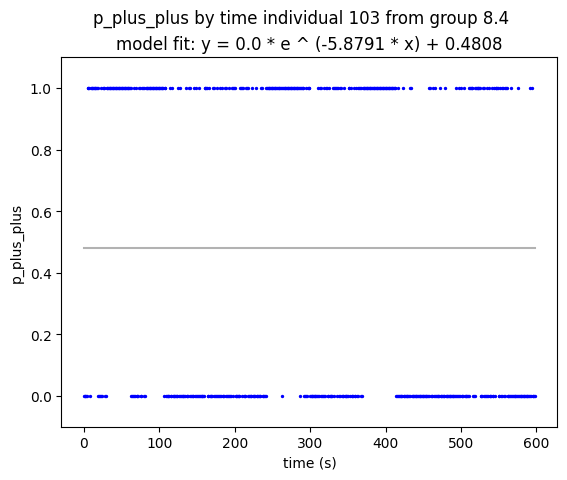 p_plus_plus by time individual 103 from group 8.4
model fit: y = 0.0 * e ^ (-5.8791 * x) + 0.4808
1.0
0.8
0.6
0.4
0.2
0.0
p_plus_plus
0 100 200 300 400 500 600
time (s)